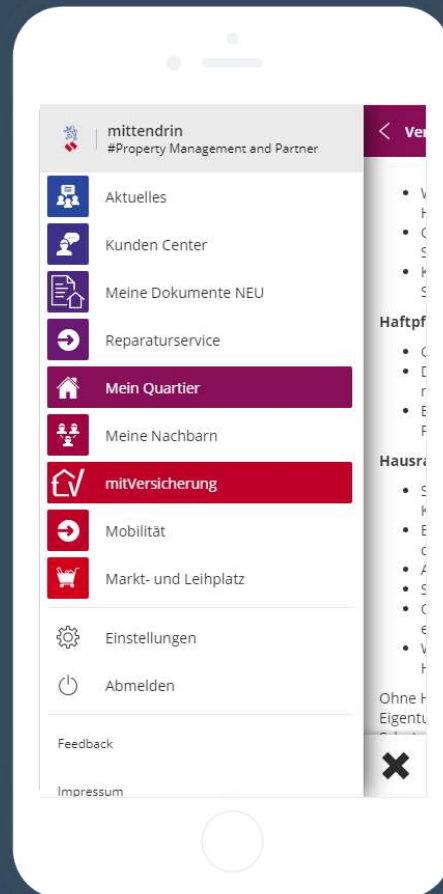 mittendrin
#Property Management and Partner
Aktuelles
Kunden Center
Meine Dokumente NEU
Reparaturservice
Mein Quartier
Meine Nachbarn
mitVersicherung
Mobilität
Markt- und Leihplatz
Einstellungen
Abmelden
Feedback
Impressum
Ver
Haftpf
Hausra
Ohne H
Eigentu